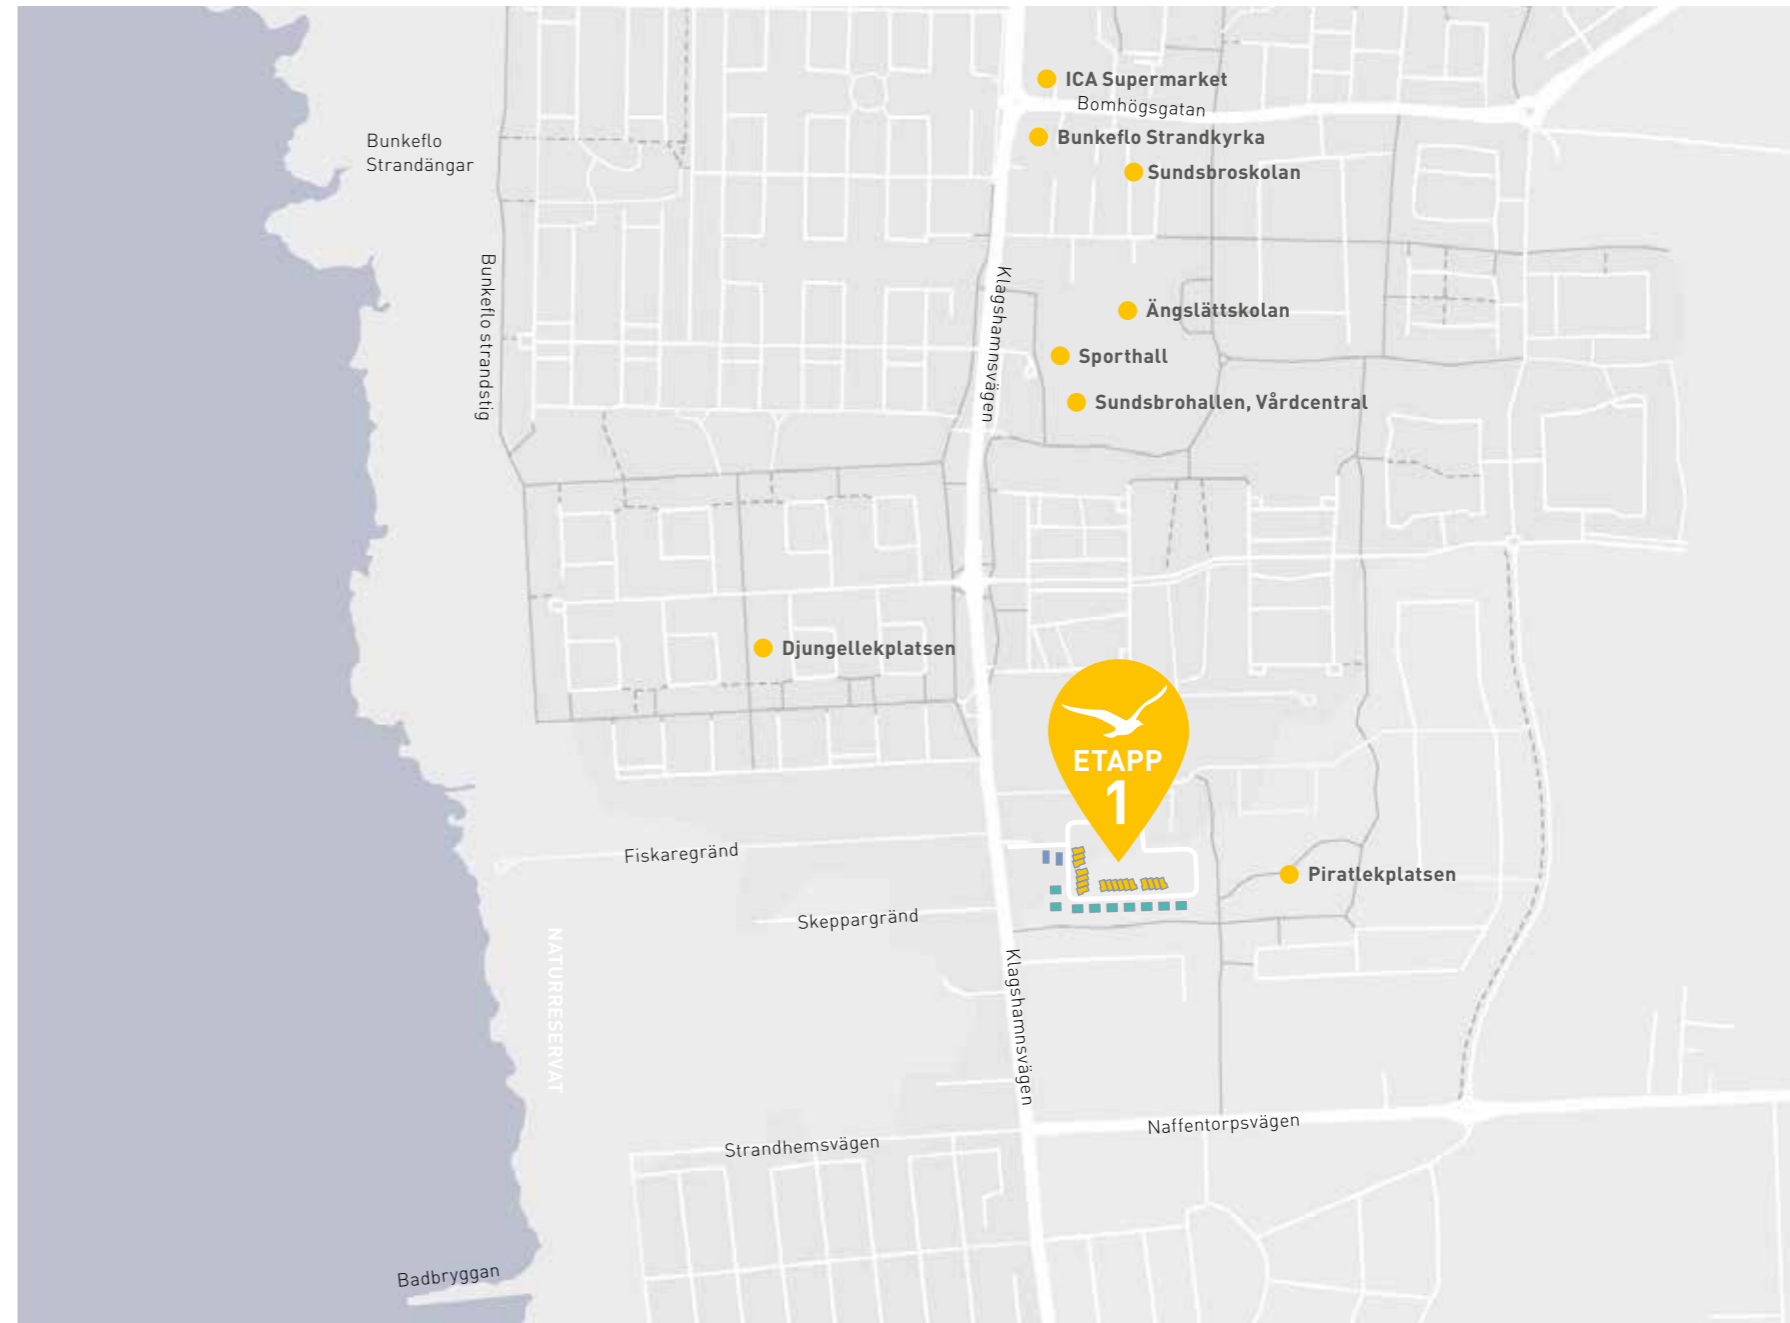 ICA Supermarket
Bomhögsgatan
Bunkeflo Strandkyrka
Bunkeflo
Strandängar
Sundsbroskolan
Bunkeflo strandstig
Klagshamnsvägen
Ängslättskolan
Sporthall
Sundsbrohallen, Vårdcentral
Djungellekplatsen
ETAPP
1
Fiskaregränd
Piratlekplatsen
Skeppargränd
NATURRESERVAT
Klagshamnsvägen
Naffentorpsvägen
Strandhemsvägen
Badbryggan